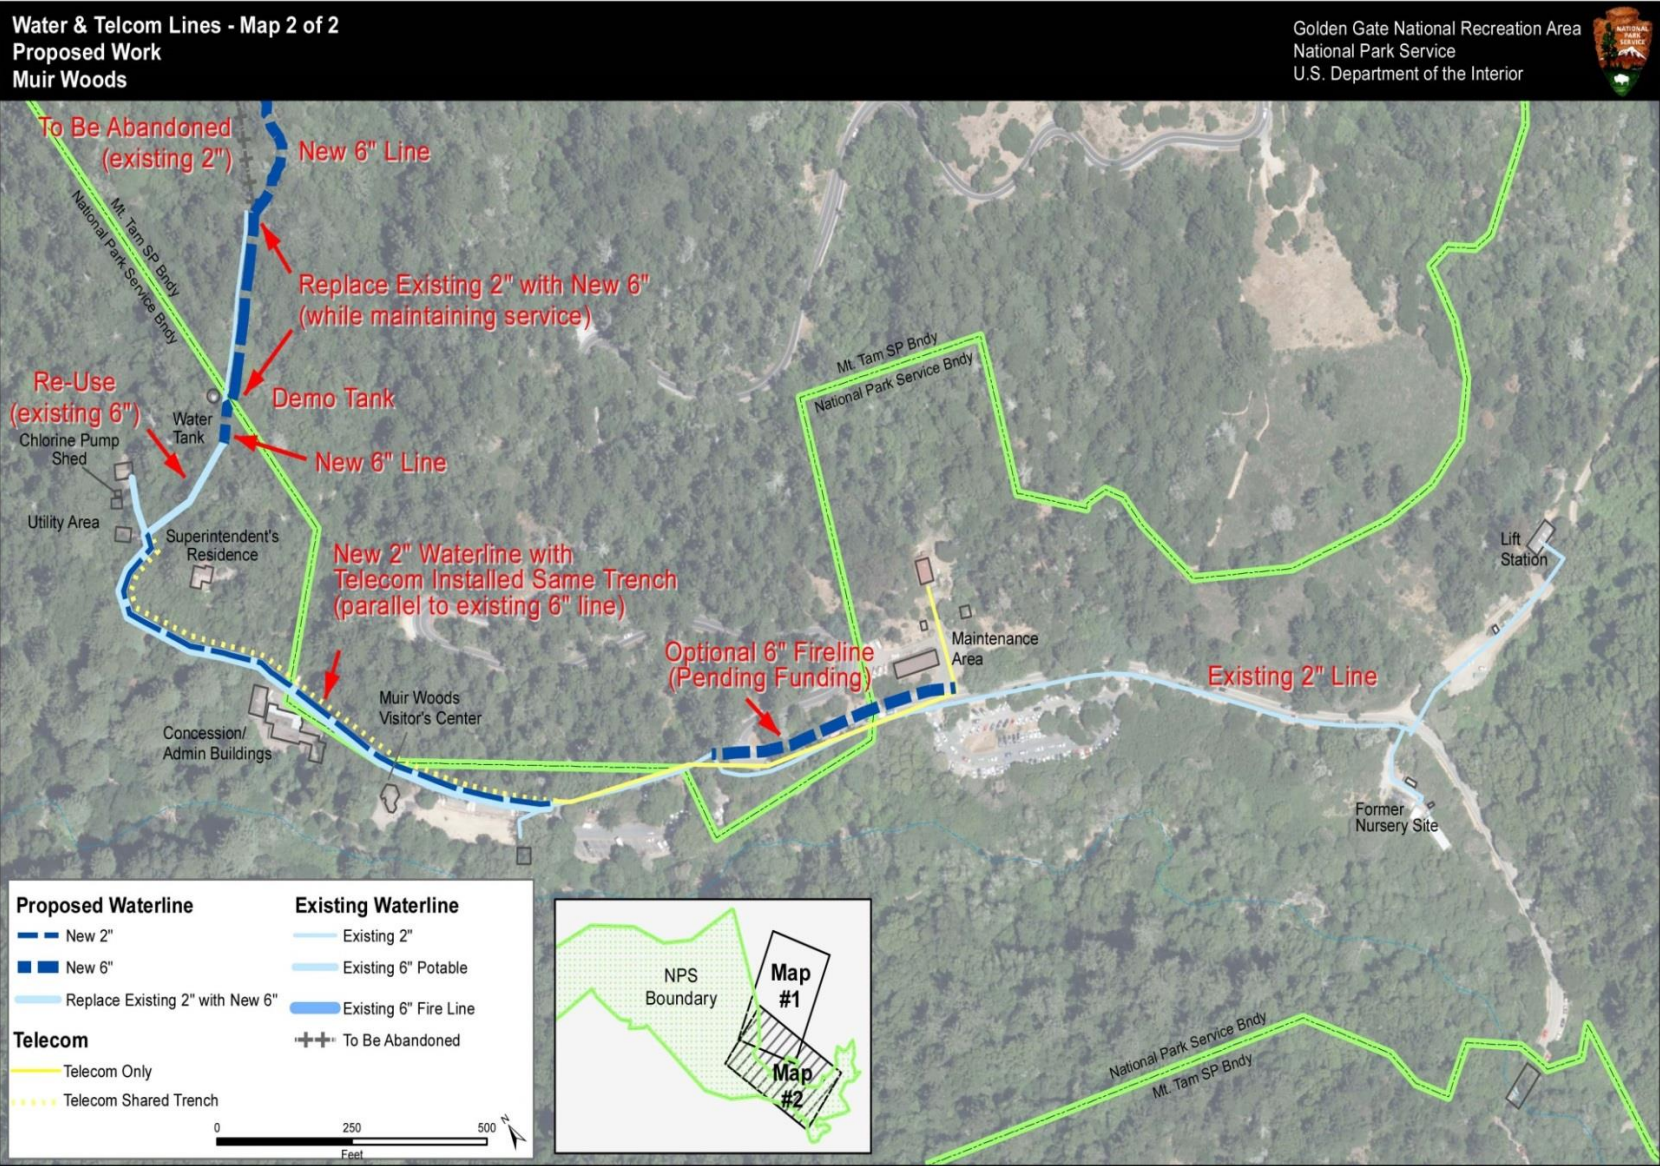 Water & Telcom Lines - Map 2 of 2
Proposed Work
Muir Woods
Golden Gate National Recreation Area
National Park Service
U.S. Department of the Interior
NATIONAL
PARK
SERVICE
To Be Abandoned
(existing 2")
New 6" Line
Mt. Tam SP Bndy
National Park Service Bndy
Replace Existing 2" with New 6"
(while maintaining service)
Mt. Tam SP Bndy
National Park Service Bndy
Re-Use
(existing 6")
Demo Tank
Water
Tank
Chlorine Pump
Shed
New 6" Line
Utility Area
Superintendent's
Residence
Lift
Station
New 2" Waterline with
Telecom Installed Same Trench
(parallel to existing 6" line)
Optional 6" Fireline
(Pending Funding)
Maintenance
Area
Existing 2" Line
Muir Woods
Visitor's Center
Concession/
Admin Buildings
Former
Nursery Site
National Park Service Bndy
Mt. Tam SP Bndy
Proposed Waterline
New 2"
New 6"
Replace Existing 2" with New 6"
Telecom
Telecom Only
Telecom Shared Trench
Existing Waterline
Existing 2"
Existing 6" Potable
Existing 6" Fire Line
To Be Abandoned
0 250 500
Feet
N
NPS
Boundary
Map
#1
Map
#2